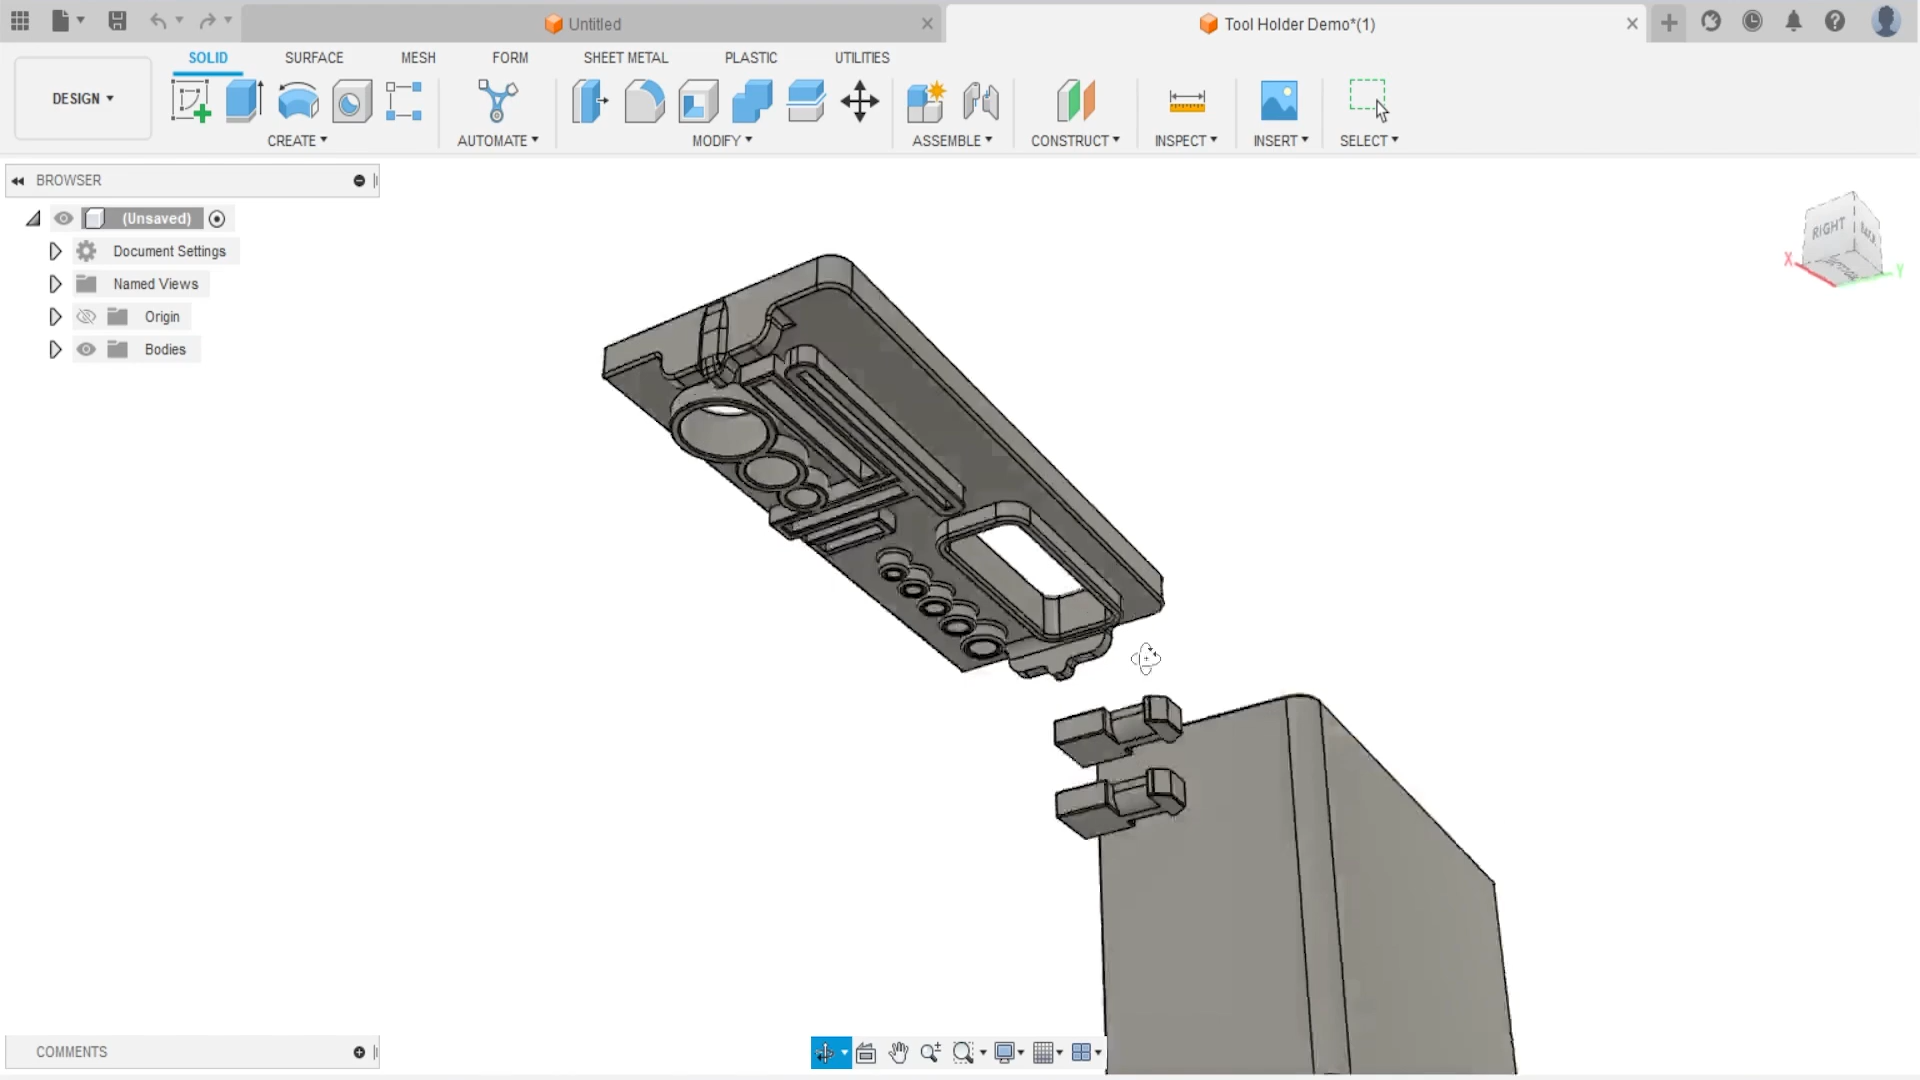 Untitled
Tool Holder Demo*(1)
DESIGN
SOLID
SURFACE
MESH
FORM
SHEET METAL
PLASTIC
UTILITIES
CREATE
AUTOMATE
MODIFY
ASSEMBLE
CONSTRUCT
INSPECT
INSERT
SELECT
BROWSER
(Unsaved)
Document Settings
Named Views
Origin
Bodies
RIGHT
X
Y
COMMENTS